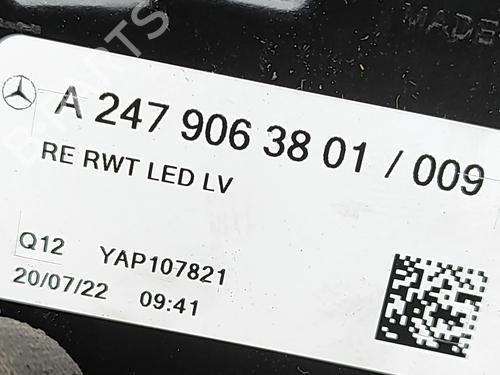 MADE
A 247 906 38 01 / 009
RE RWT LED LV
Q12 YAP107821
20/07/22 09:41